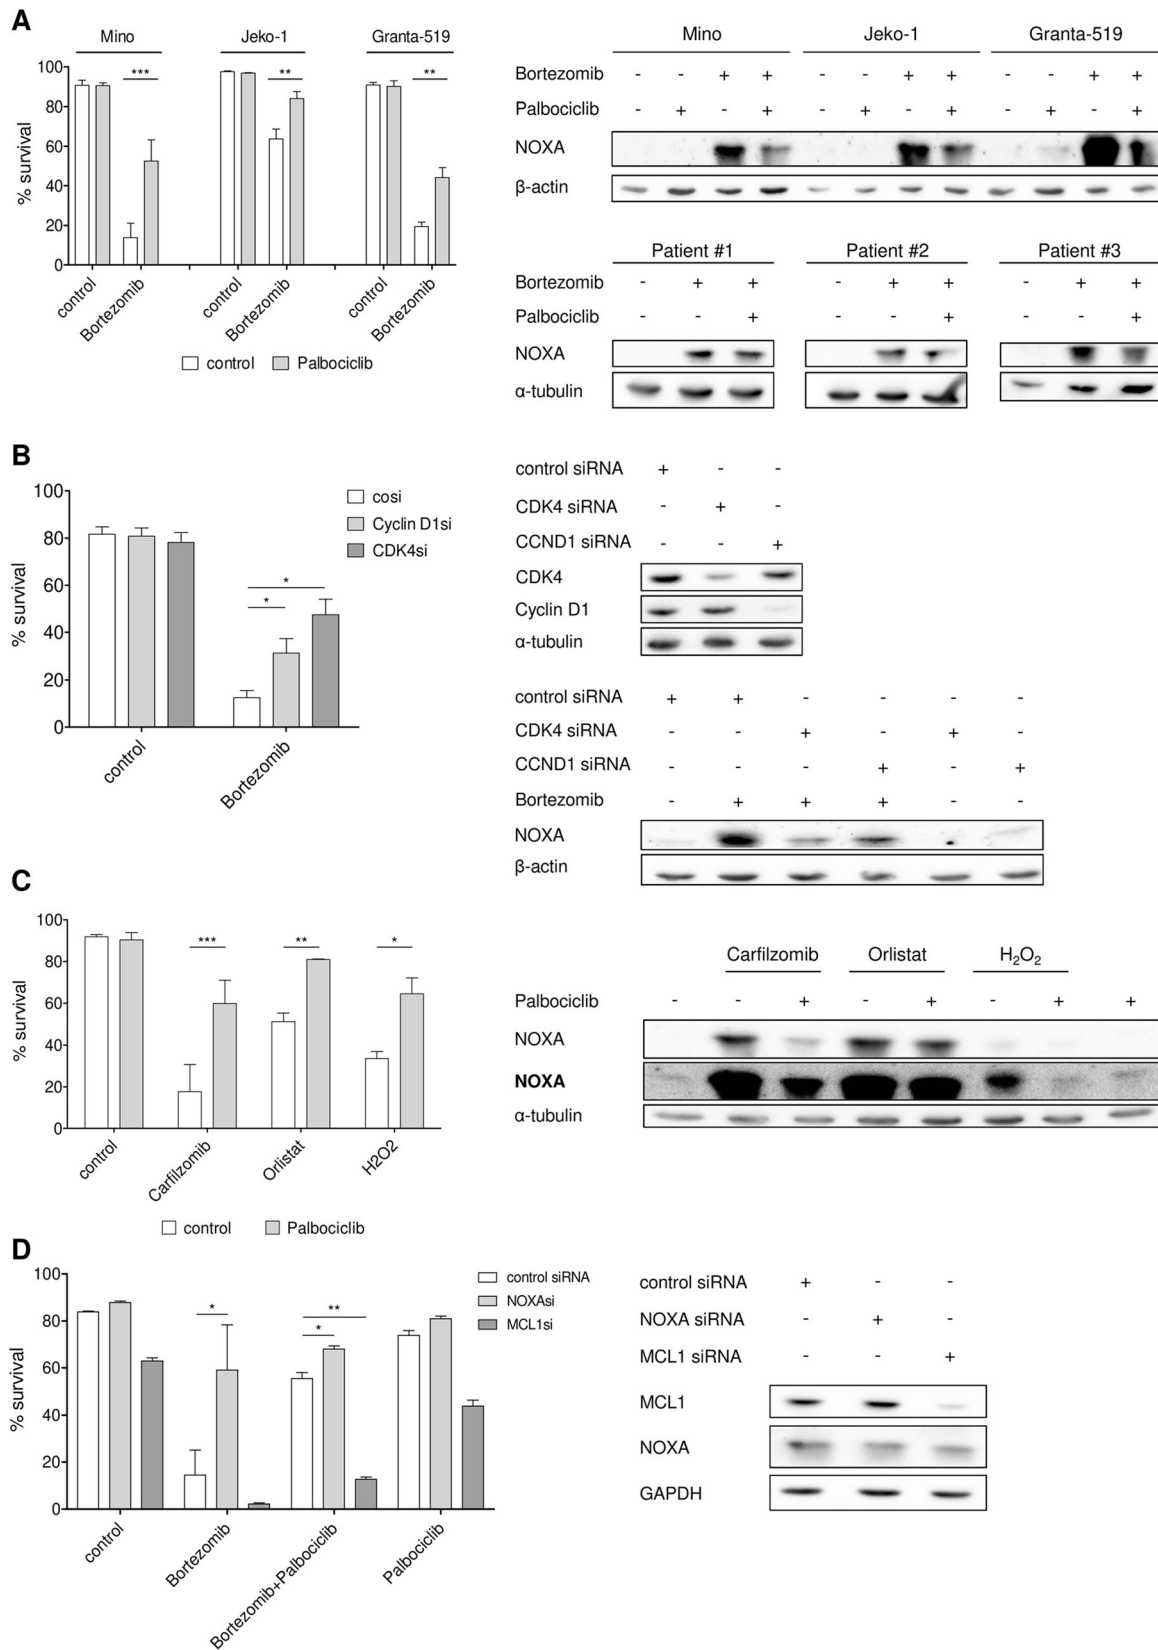 A
Mino Jeko-1 Granta-519
*** ** **
100
80
60
40
20
0
% survival
control Bortezomib control Bortezomib control Bortezomib
control Palbociclib
Mino Jeko-1 Granta-519
Bortezomib - - + + - - + + - - + +
Palbociclib - + - + - + - + - + - +
NOXA
β-actin
Patient #1 Patient #2 Patient #3
Bortezomib - + + - + + - + +
Palbociclib - - + - - + - - +
NOXA
α-tubulin
B
100
80
60
40
20
0
% survival
* *
control Bortezomib
cosi
Cyclin D1si
CDK4si
control siRNA + - -
CDK4 siRNA - + -
CCND1 siRNA - - +
CDK4
Cyclin D1
α-tubulin
control siRNA + + - - - -
CDK4 siRNA - - + - + -
CCND1 siRNA - - - + - +
Bortezomib - + + + - -
NOXA
β-actin
C
100
80
60
40
20
0
% survival
*** ** *
control Carfilzomib Orlistat H2O2
control Palbociclib
Carfilzomib Orlistat H₂O₂
Palbociclib - - + - + - + +
NOXA
NOXA
α-tubulin
D
100
80
60
40
20
0
% survival
* ** *
control Bortezomib Bortezomib+Palbociclib Palbociclib
control siRNA
NOXAsi
MCL1si
control siRNA + - -
NOXA siRNA - + -
MCL1 siRNA - - +
MCL1
NOXA
GAPDH